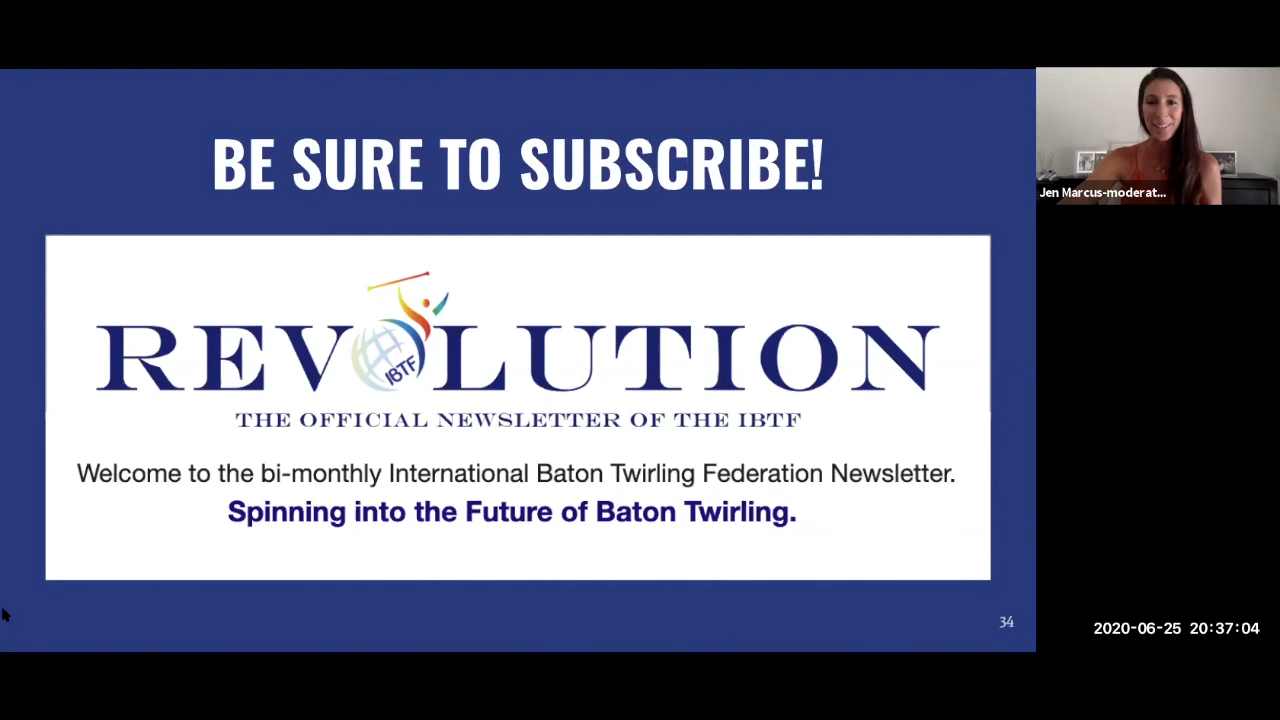 BE SURE TO SUBSCRIBE!
Jen Marcus-moderat...
REVOLUTION
IBTF
THE OFFICIAL NEWSLETTER OF THE IBTF
Welcome to the bi-monthly International Baton Twirling Federation Newsletter.
Spinning into the Future of Baton Twirling.
34
2020-06-25 20:37:04